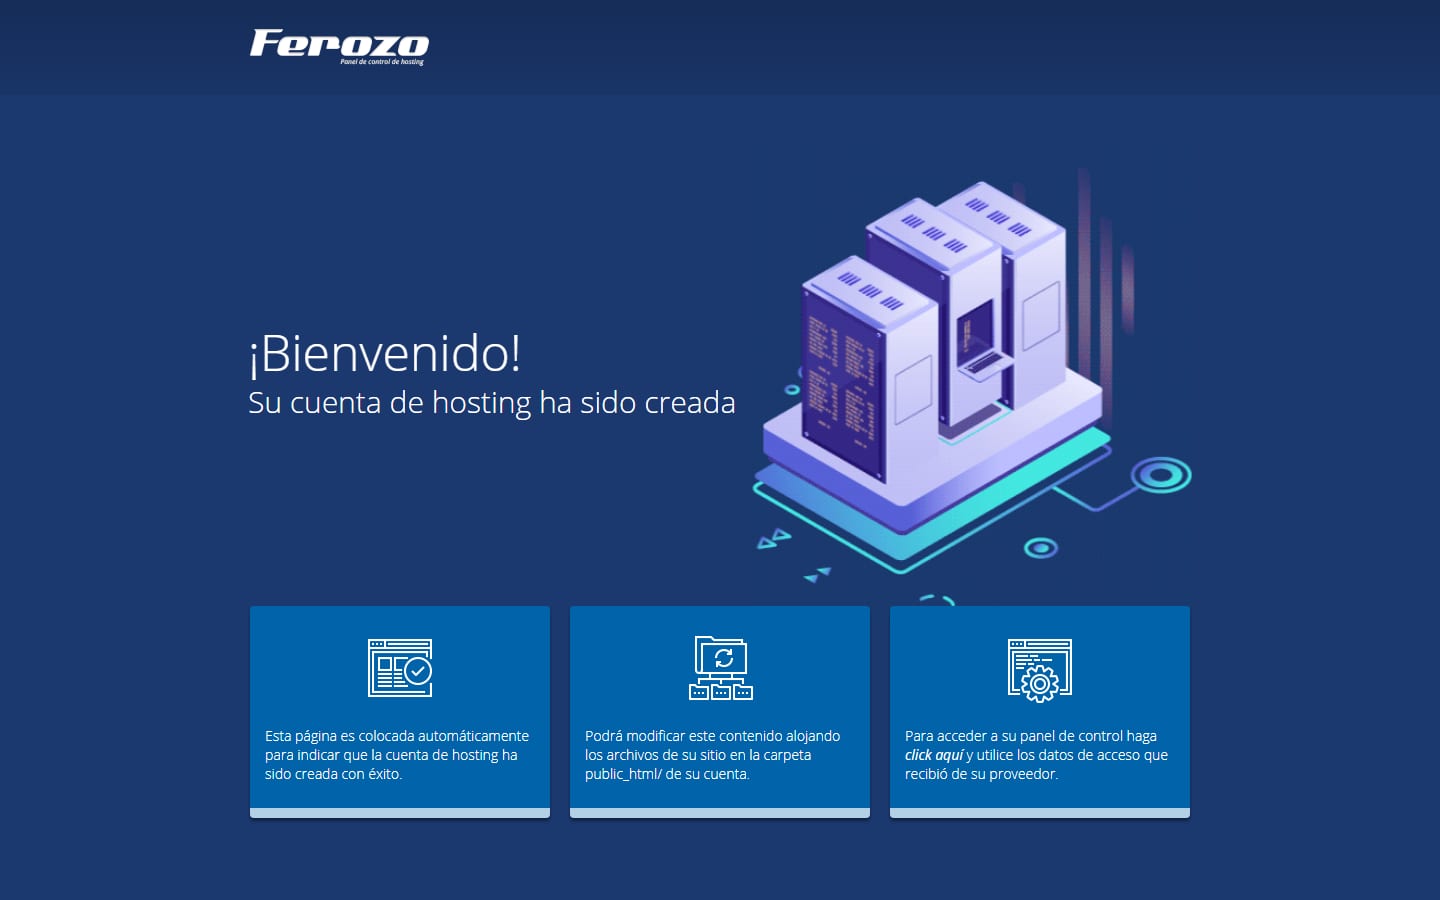 Ferozo
Panel de control de hosting
¡Bienvenido!
Su cuenta de hosting ha sido creada
Esta página es colocada automáticamente
para indicar que la cuenta de hosting ha
sido creada con éxito.
Podrá modificar este contenido alojando
los archivos de su sitio en la carpeta
public_html/ de su cuenta.
Para acceder a su panel de control haga
click aquí y utilice los datos de acceso que
recibió de su proveedor.